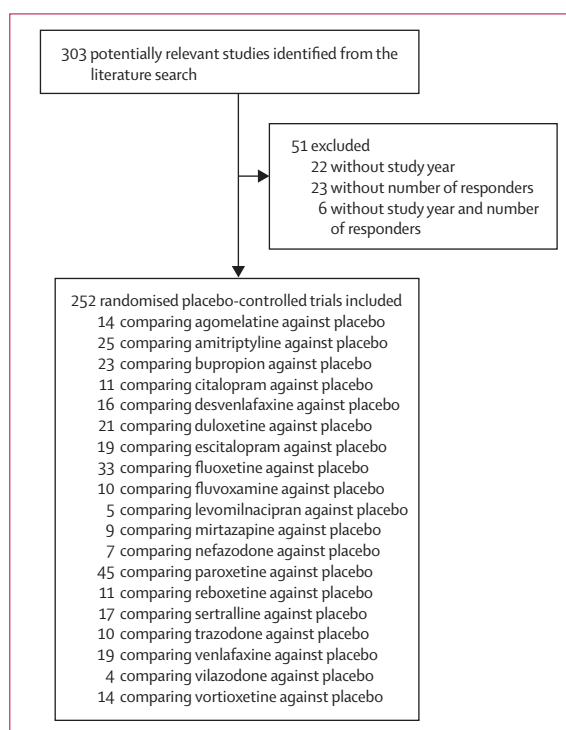 303 potentially relevant studies identified from the
literature search
51 excluded
22 without study year
23 without number of responders
6 without study year and number
of responders
252 randomised placebo-controlled trials included
14 comparing agomelatine against placebo
25 comparing amitriptyline against placebo
23 comparing bupropion against placebo
11 comparing citalopram against placebo
16 comparing desvenlafaxine against placebo
21 comparing duloxetine against placebo
19 comparing escitalopram against placebo
33 comparing fluoxetine against placebo
10 comparing fluvoxamine against placebo
5 comparing levomilnacipran against placebo
9 comparing mirtazapine against placebo
7 comparing nefazodone against placebo
45 comparing paroxetine against placebo
11 comparing reboxetine against placebo
17 comparing sertralline against placebo
10 comparing trazodone against placebo
19 comparing venlafaxine against placebo
4 comparing vilazodone against placebo
14 comparing vortioxetine against placebo